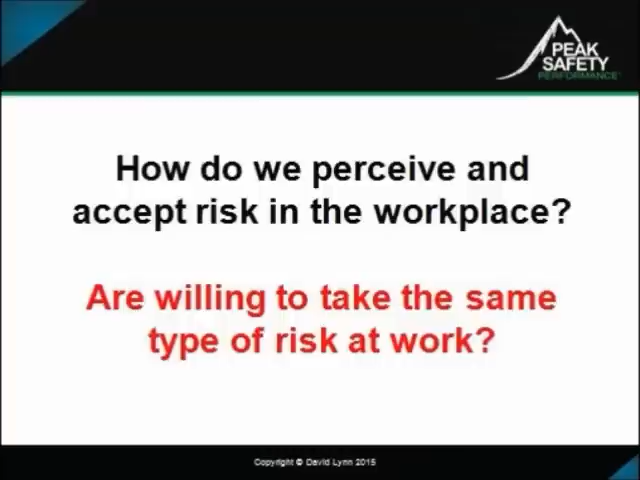 PEAK
SAFETY
PERFORMANCE
How do we perceive and
accept risk in the workplace?
Are willing to take the same
type of risk at work?
Copyright © David Lynn 2015